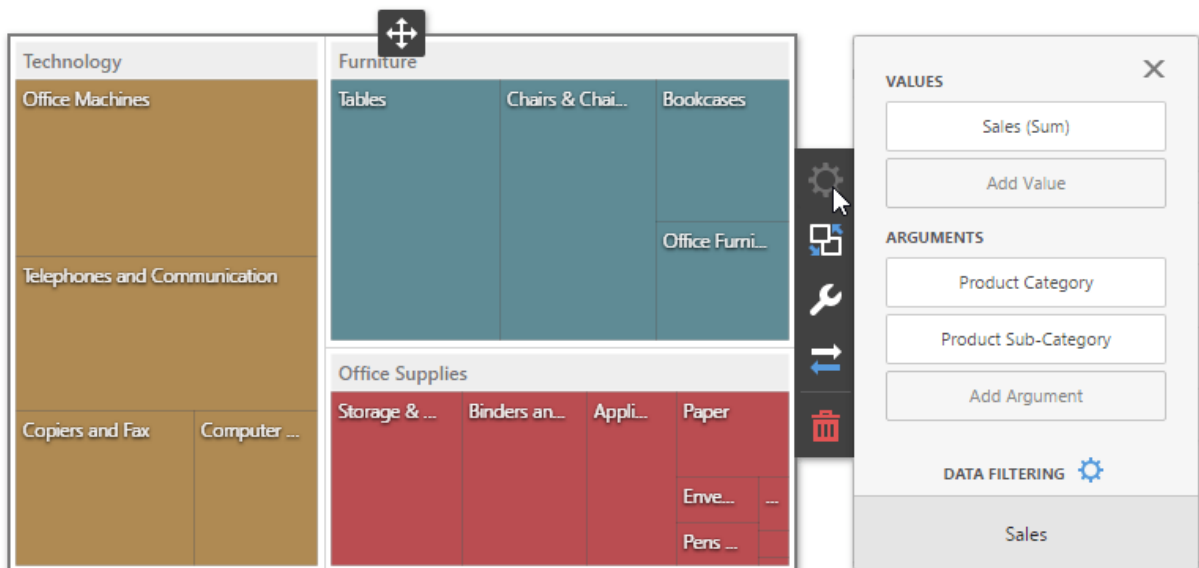 Technology
Office Machines
Telephones and Communication
Copiers and Fax
Computer ...
Furniture
Tables
Chairs & Chai...
Bookcases
Office Furni...
Office Supplies
Storage & ...
Binders an...
Appli...
Paper
Enve...
...
Pens ...
VALUES
Sales (Sum)
Add Value
ARGUMENTS
Product Category
Product Sub-Category
Add Argument
DATA FILTERING
Sales